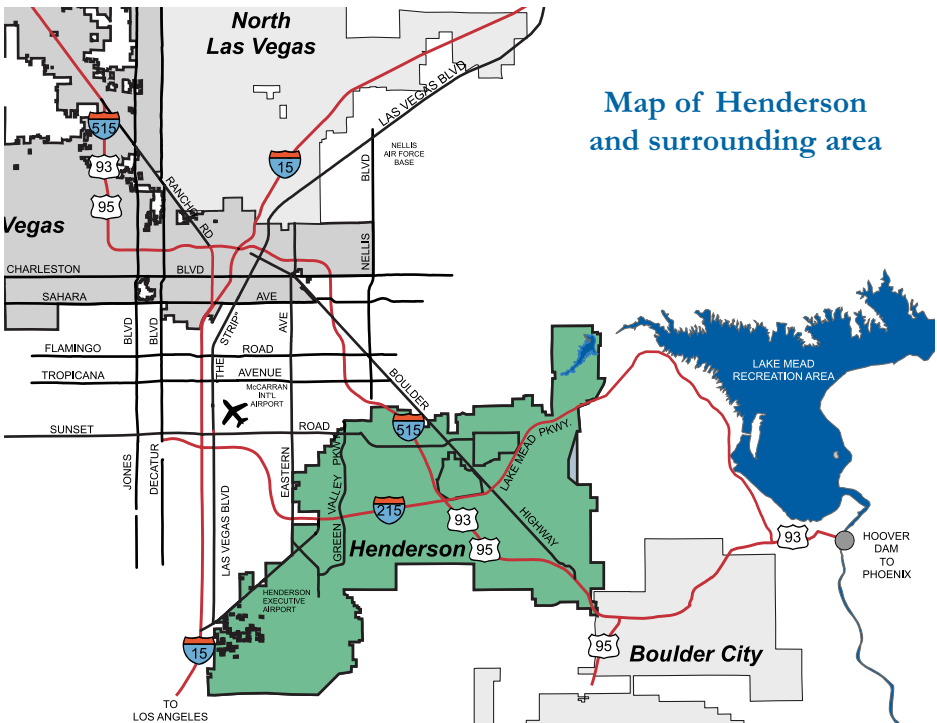 North
Las Vegas
Map of Henderson
and surrounding area
515
93
95
15
LAS VEGAS BLVD
NELLIS
AIR FORCE
BASE
BLVD
NELLIS
RANCHO RD
Vegas
CHARLESTON BLVD
SAHARA AVE
BLVD
BLVD
"THE STRIP"
AVE
FLAMINGO ROAD
TROPICANA AVENUE
McCARRAN
INT'L
AIRPORT
BOULDER
LAKE MEAD
RECREATION AREA
SUNSET ROAD
515
JONES
DECATUR
EASTERN
GREEN VALLEY PKWY.
LAKE MEAD PKWY.
LAS VEGAS BLVD
215
93
95
HIGHWAY
Henderson
93
HOOVER
DAM
TO
PHOENIX
HENDERSON
EXECUTIVE
AIRPORT
15
95
Boulder City
TO
LOS ANGELES